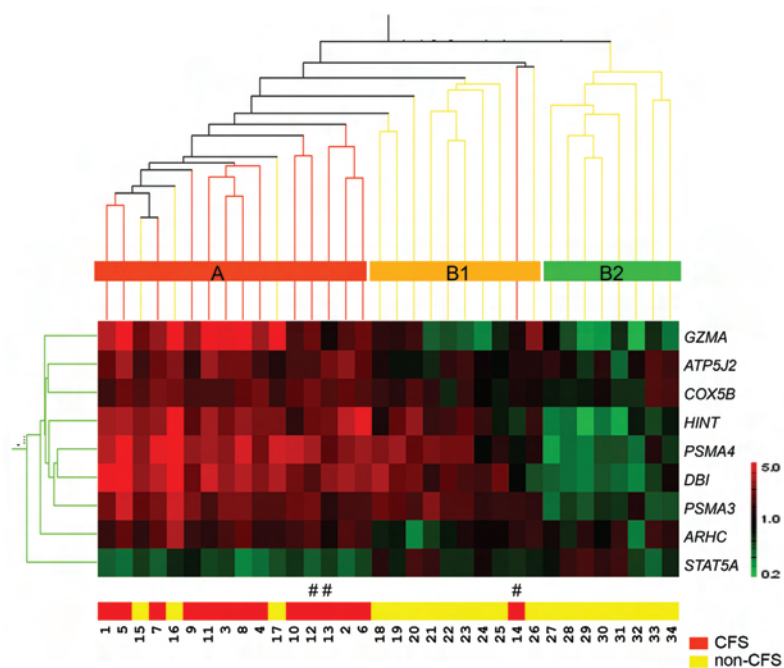 A B1 B2
GZMA
ATP5J2
COX5B
HINT
PSMA4
DBI
PSMA3
ARHC
STAT5A
5.0
1.0
0.2
# # #
1 5 15 7 16 9 11 3 8 4 17 10 12 13 2 6 18 19 20 21 22 23 24 25 14 26 27 28 29 30 31 32 33 34
CFS
non-CFS